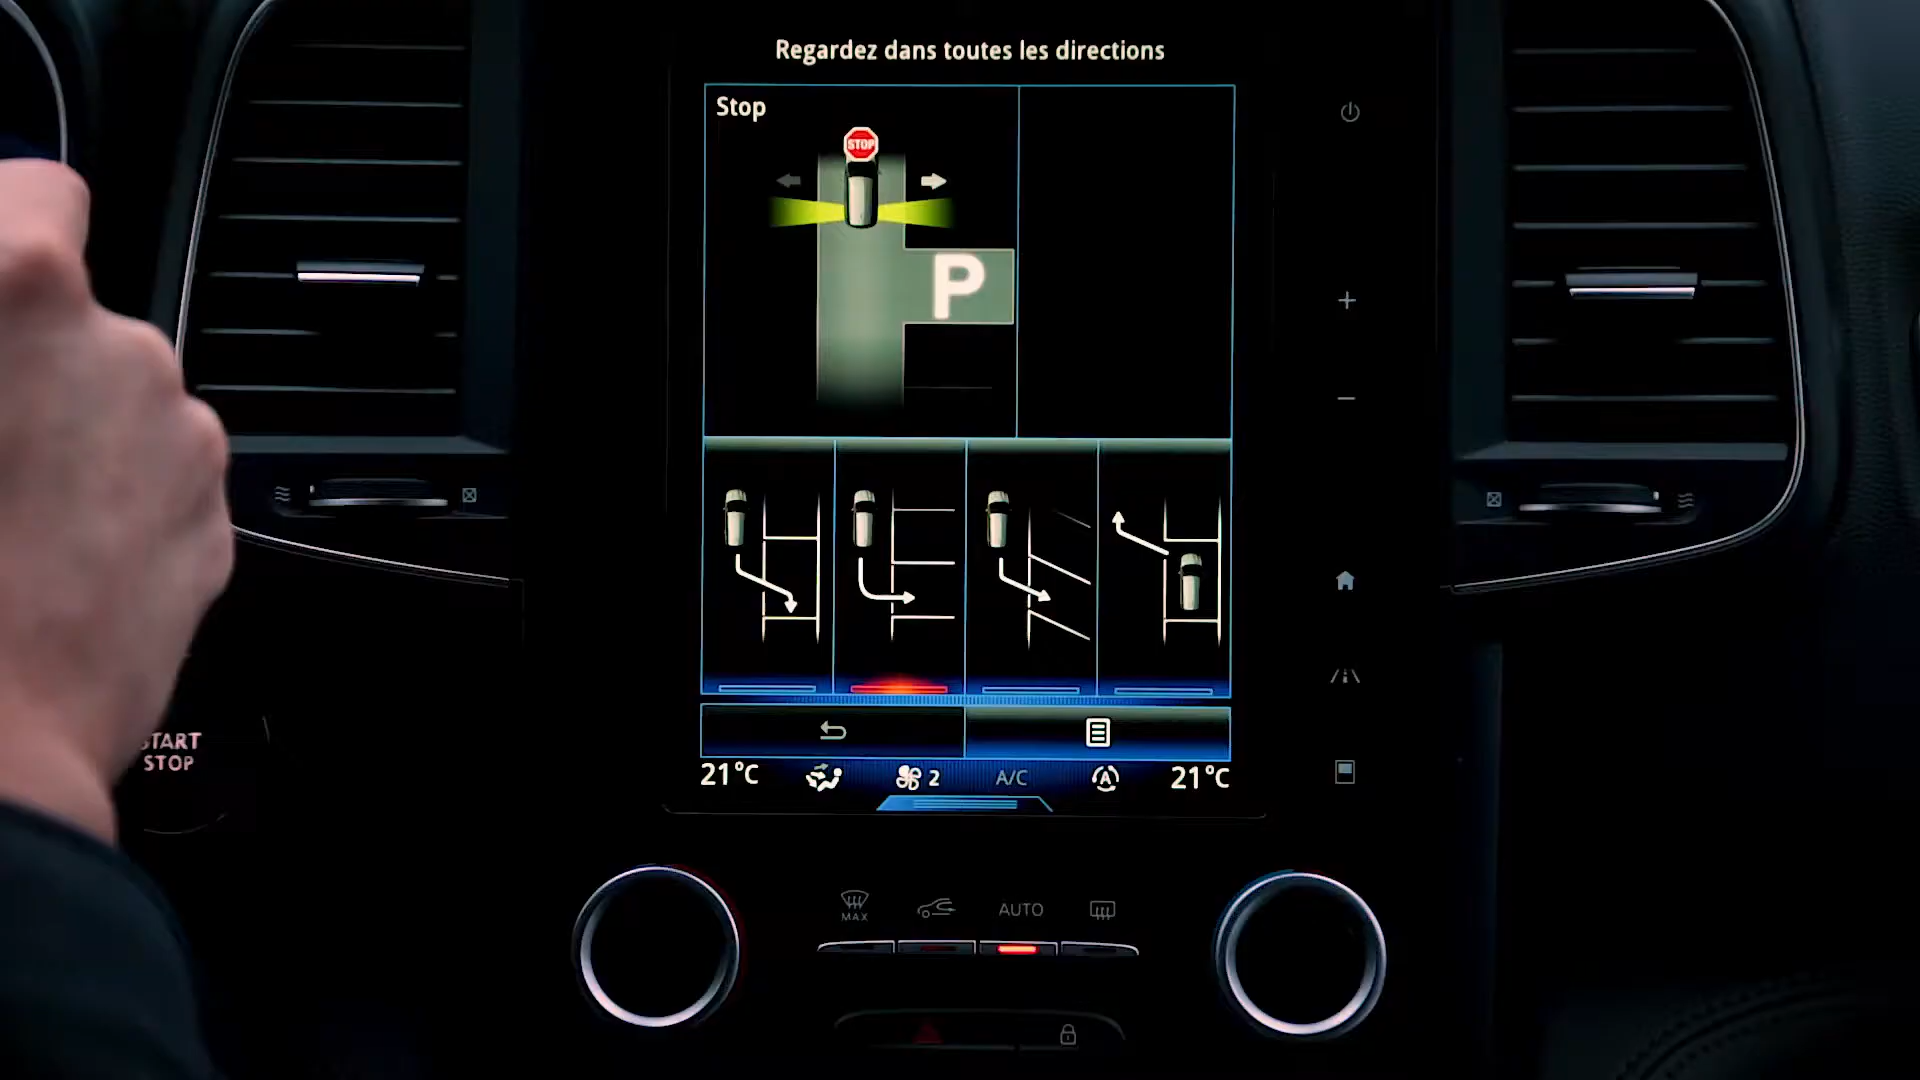 Regardez dans toutes les directions
Stop
STOP
P
START
STOP
21°C
2
A/C
A
21°C
MAX
AUTO